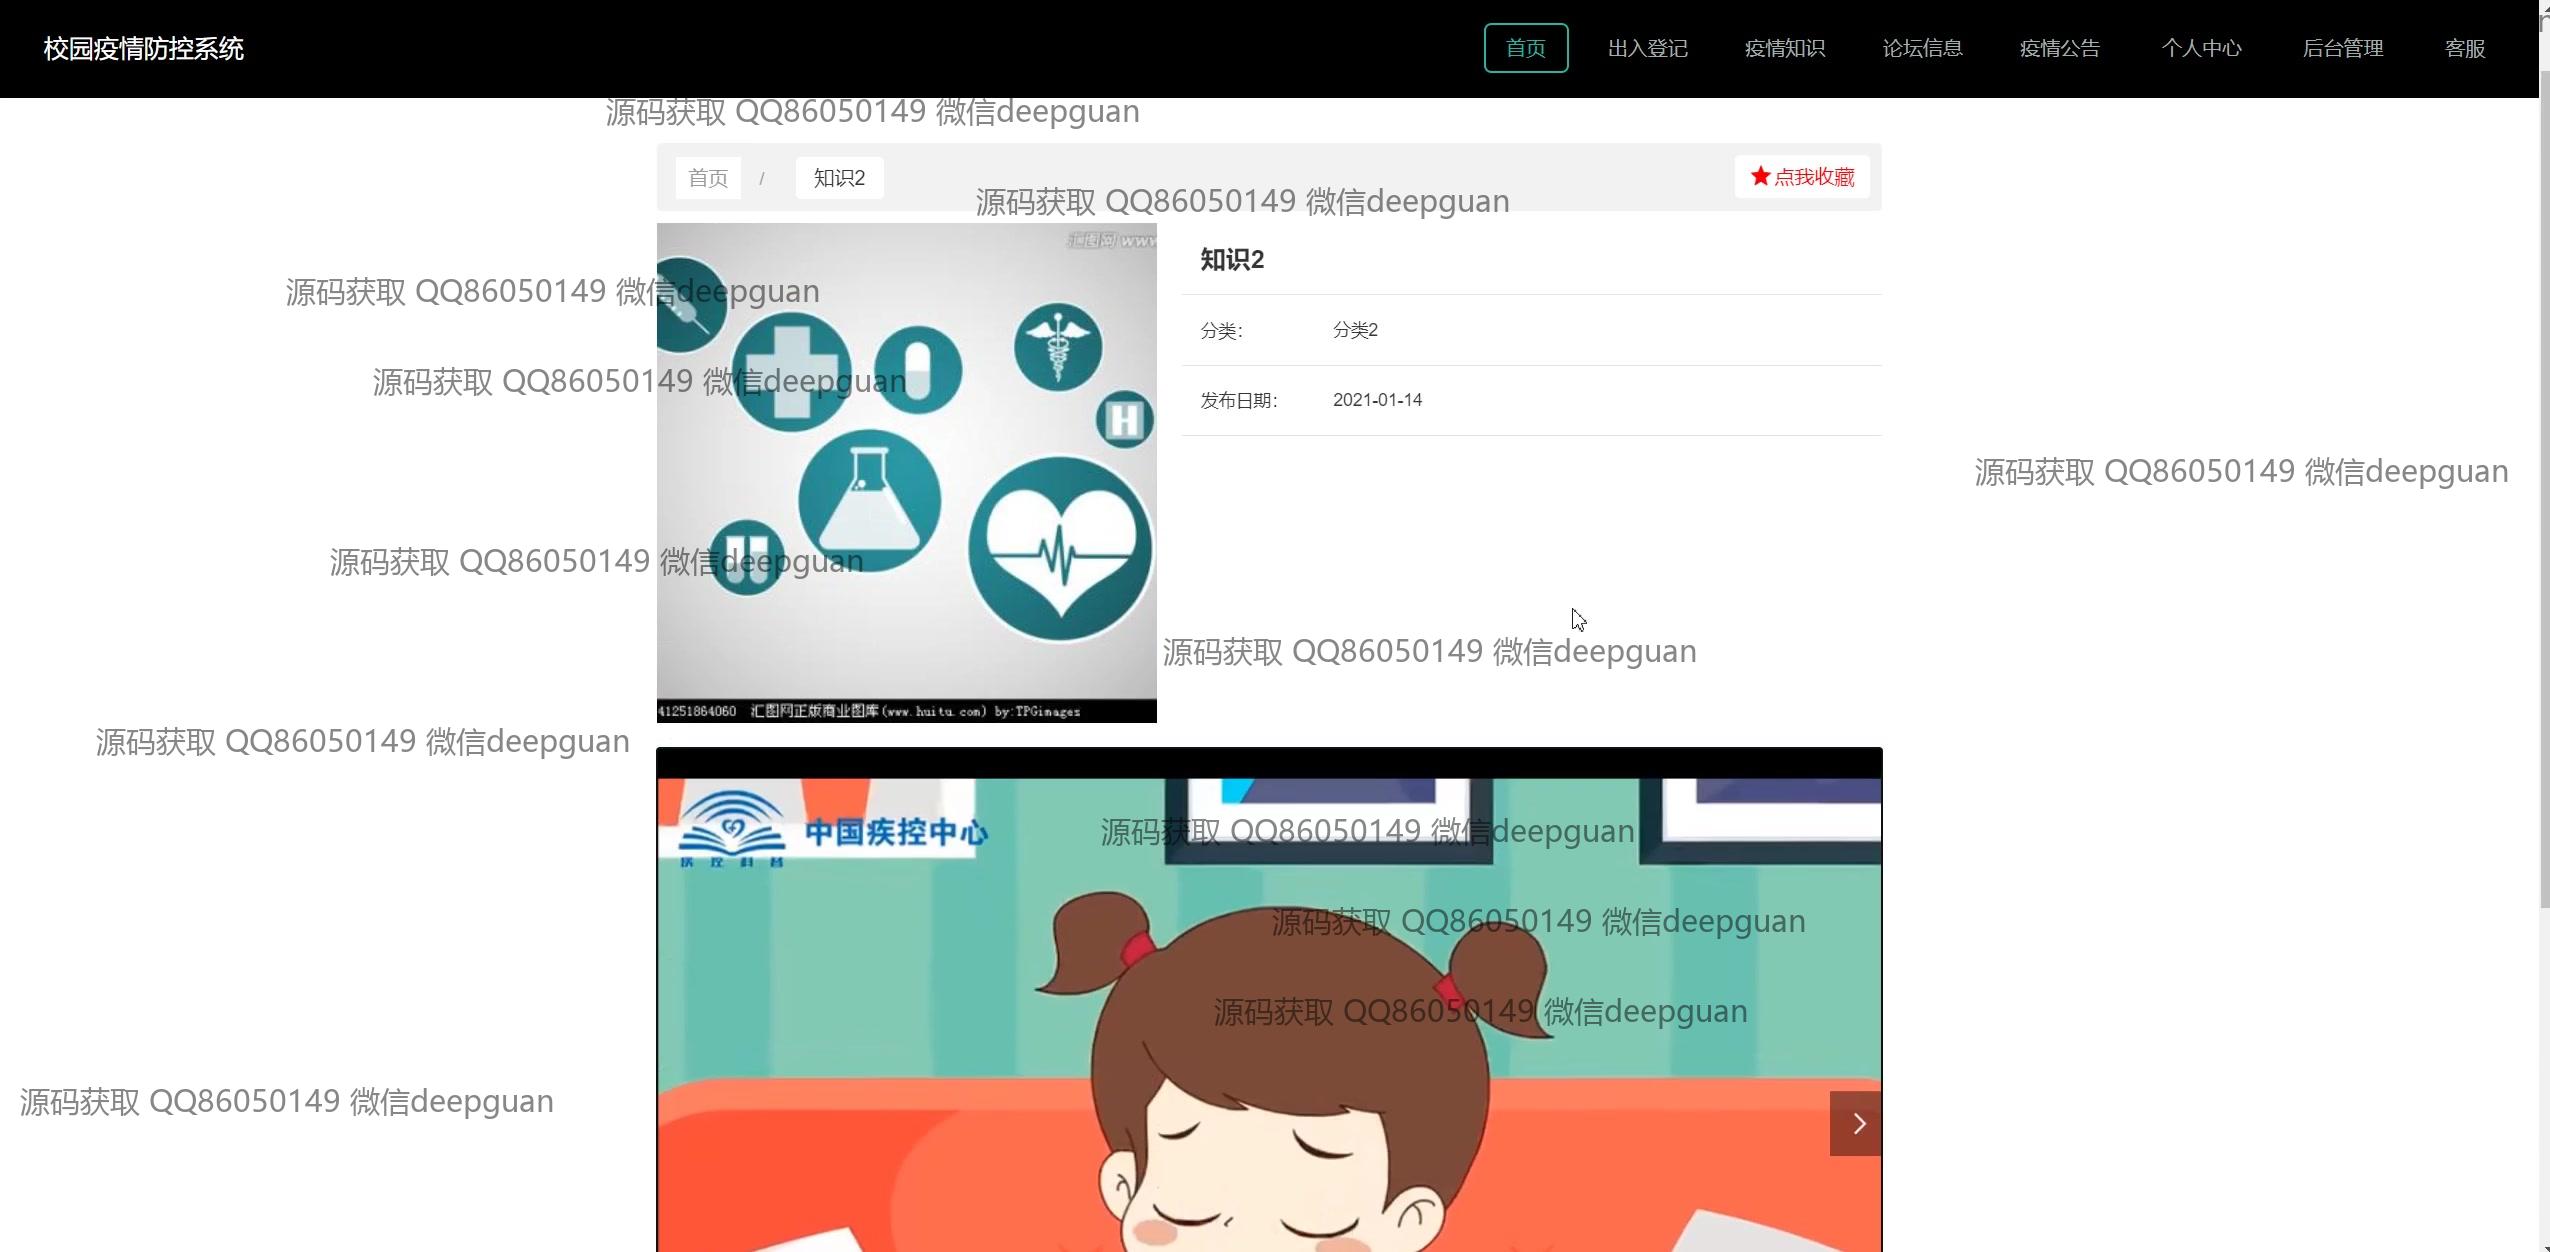 校园疫情防控系统 首页 出入登记 疫情知识 论坛信息 疫情公告 个人中心 后台管理 客服
源码获取 QQ86050149 微信deepguan
首页 / 知识2 点我收藏
源码获取 QQ86050149 微信deepguan
汇图网 www
知识2
源码获取 QQ86050149 微信deepguan
分类： 分类2
源码获取 QQ86050149 微信deepguan
发布日期： 2021-01-14
H
源码获取 QQ86050149 微信deepguan
源码获取 QQ86050149 微信deepguan
源码获取 QQ86050149 微信deepguan
41251864060 汇图网正版商业图库(www.huitu.com) by:TPGimages
源码获取 QQ86050149 微信deepguan
中国疾控中心
源码获取 QQ86050149 微信deepguan
疾控科普
源码获取 QQ86050149 微信deepguan
源码获取 QQ86050149 微信deepguan
源码获取 QQ86050149 微信deepguan